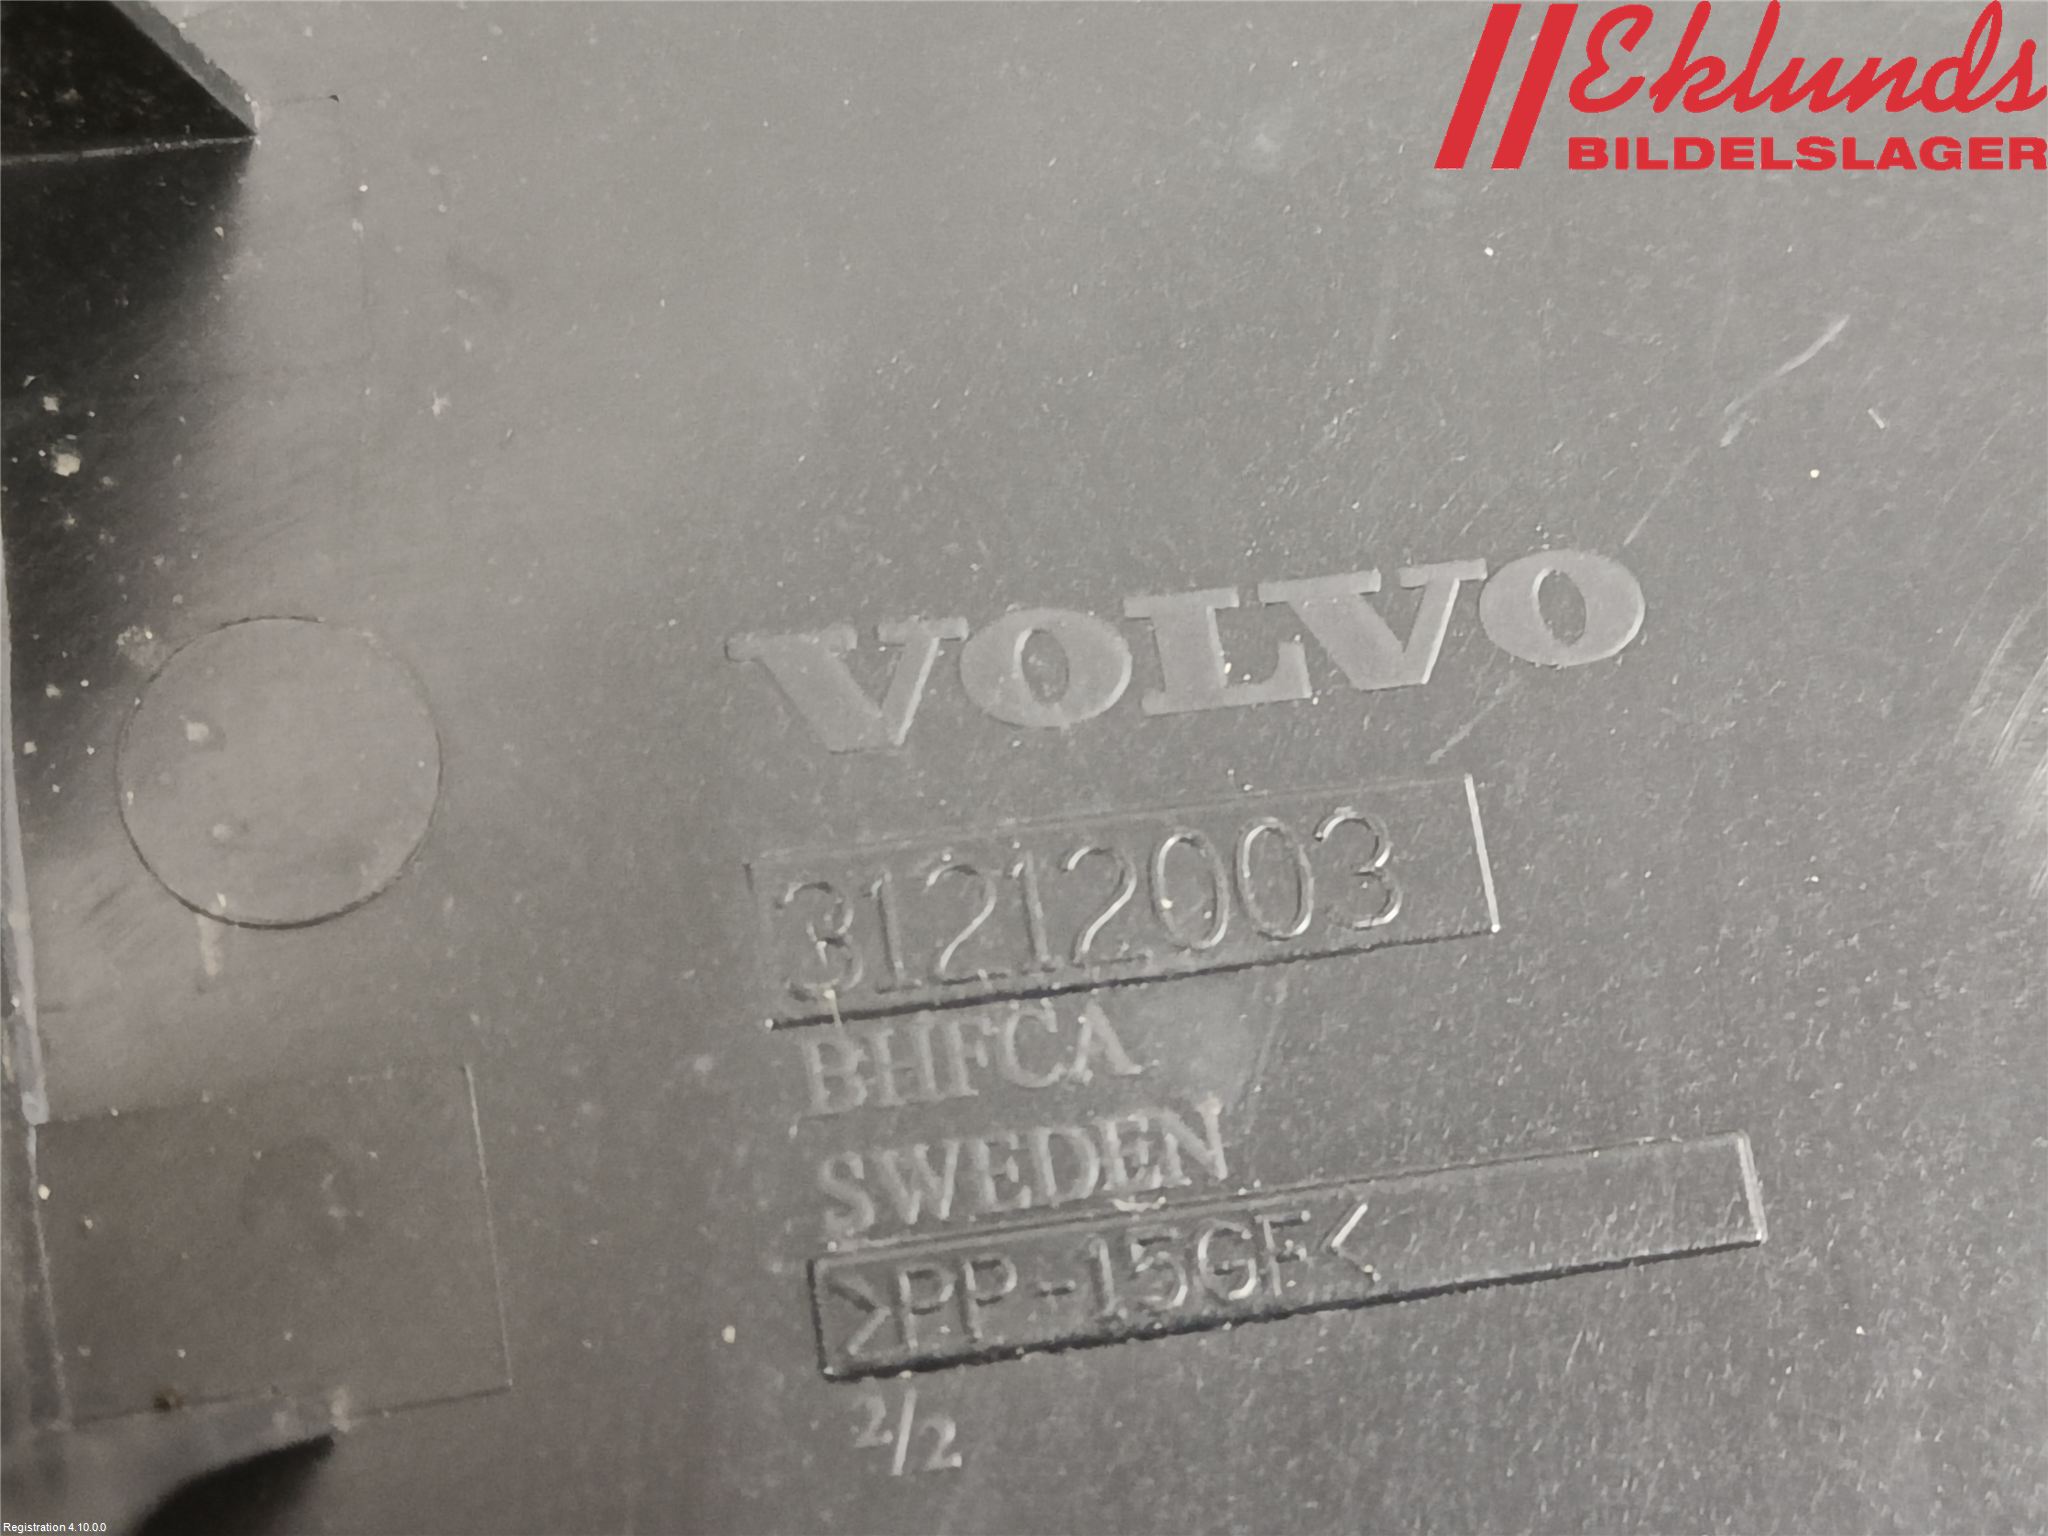 Eklunds
BILDELSLAGER
VOLVO
31212003
BHFCA
SWEDEN
>PP-15GF<
2/2
Registration 4.10.0.0